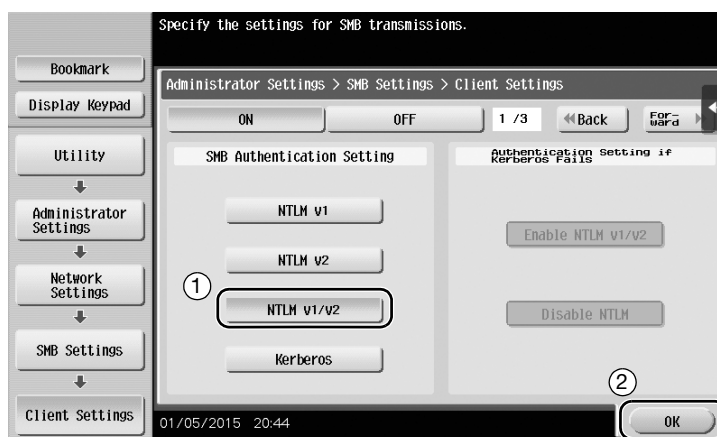 Specify the settings for SMB transmissions.
Bookmark
Display Keypad
Utility
Administrator
Settings
Network
Settings
SMB Settings
Client Settings
Administrator Settings > SMB Settings > Client Settings
ON
OFF
1 /3
Back
For-
ward
SMB Authentication Setting
NTLM v1
NTLM v2
1
NTLM v1/v2
Kerberos
Authentication Setting if
Kerberos Fails
Enable NTLM v1/v2
Disable NTLM
2
01/05/2015 20:44
OK